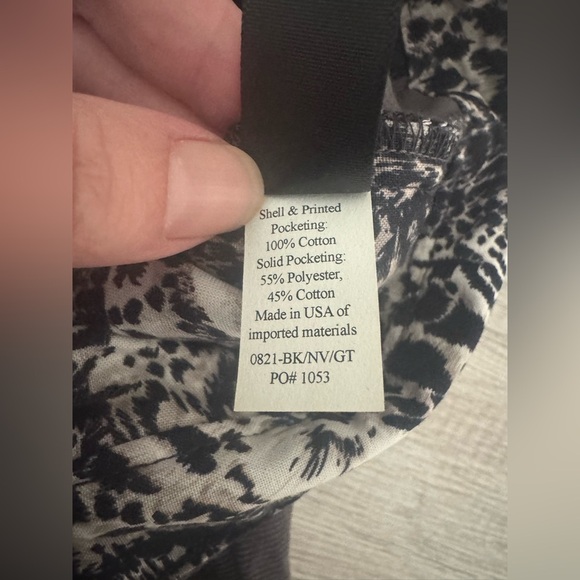 Shell & Printed
Pocketing:
100% Cotton
Solid Pocketing:
55% Polyester,
45% Cotton
Made in USA of
imported materials
0821-BK/NV/GT
PO# 1053